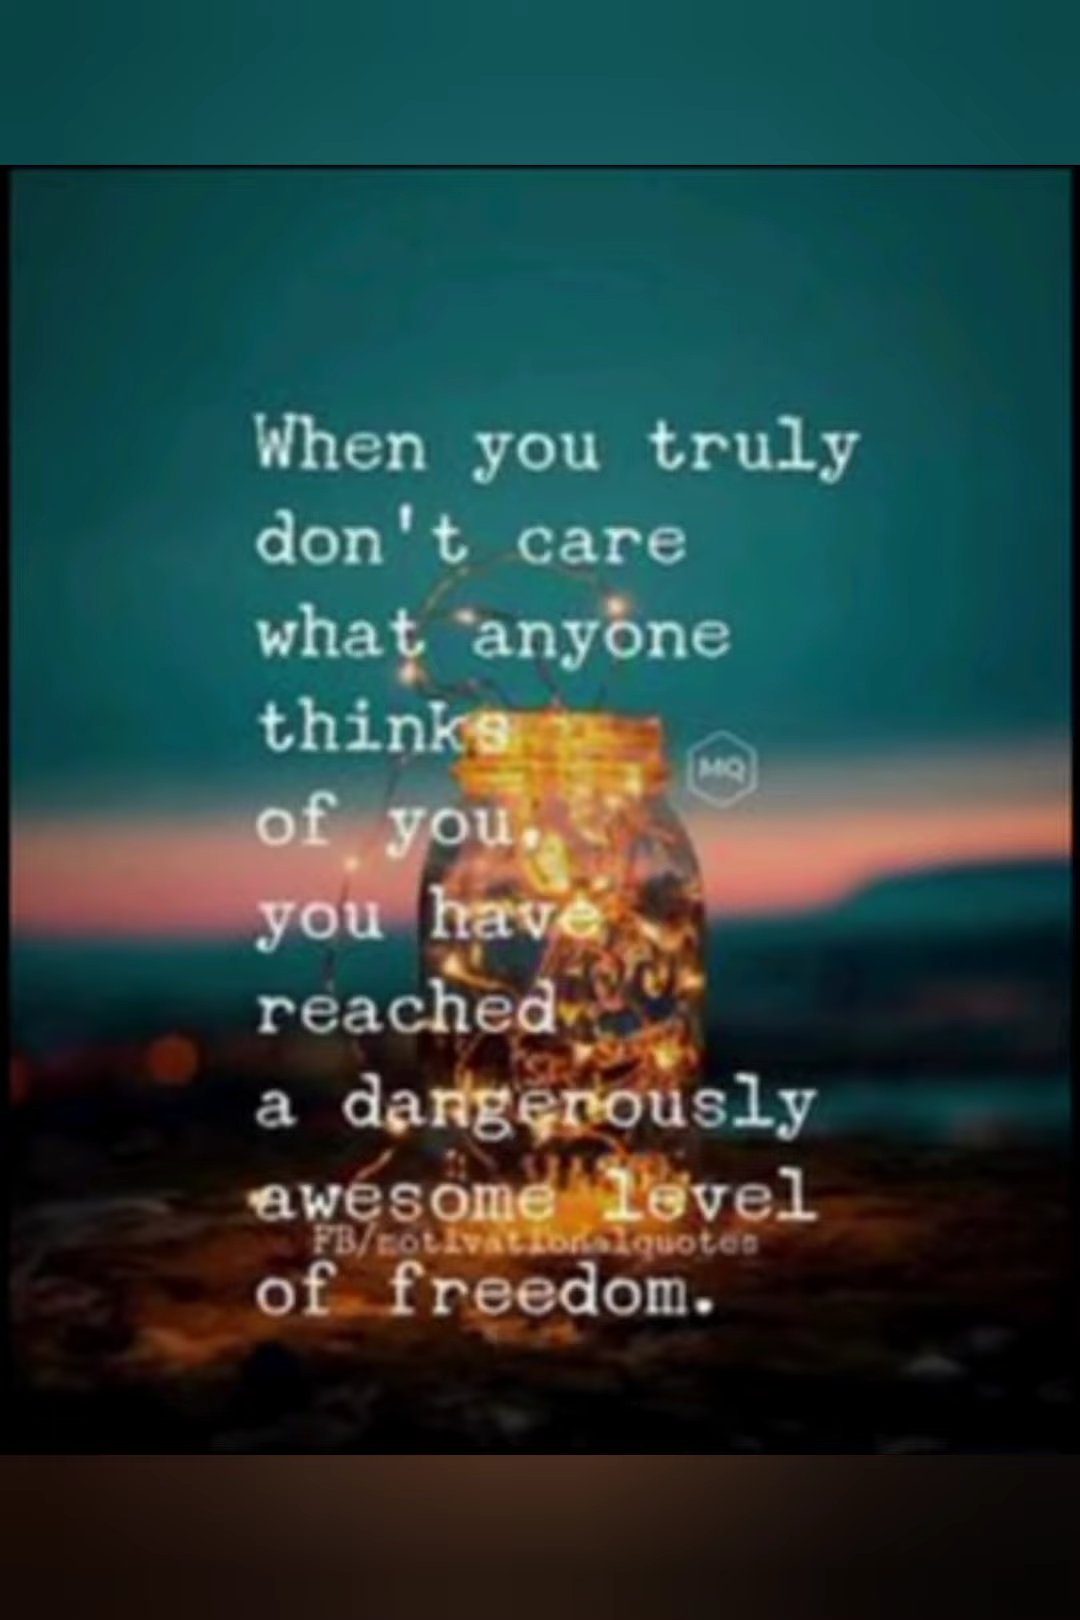 When you truly
don't care
what anyone
thinks
of you,
MQ
you have
reached
a dangerously
awesome level
FB/motivationalquotes
of freedom.